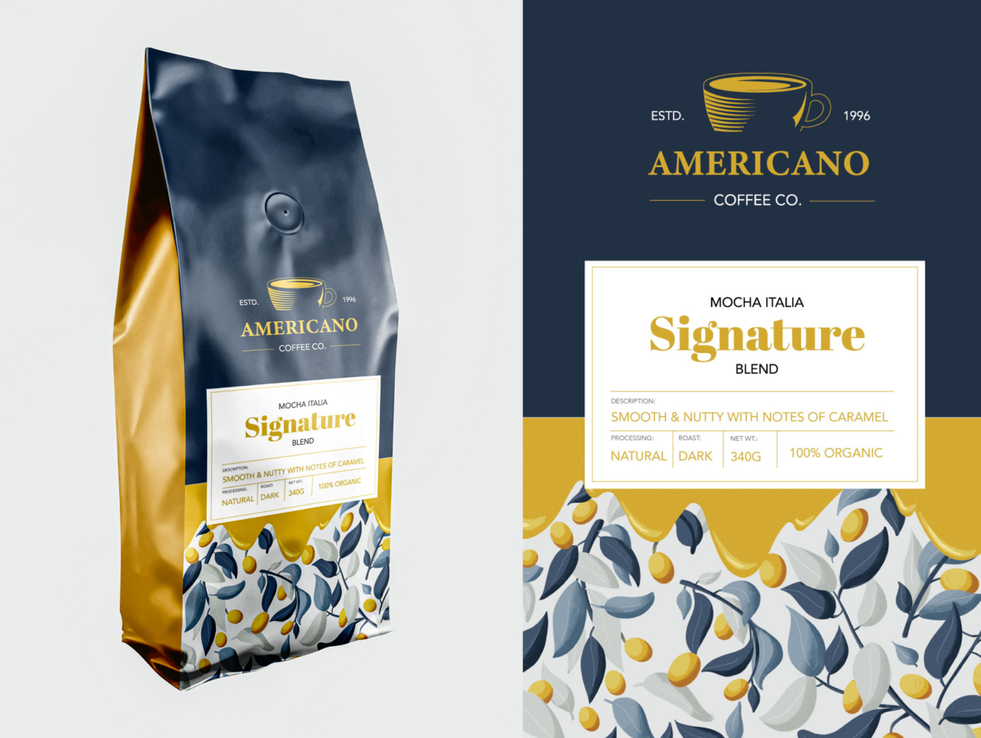 ESTD.
1996
AMERICANO
COFFEE CO.
MOCHA ITALIA
Signature
BLEND
DESCRIPTION:
SMOOTH & NUTTY WITH NOTES OF CARAMEL
PROCESSING: ROAST: NET WT.:
NATURAL DARK 340G 100% ORGANIC
ESTD.
1996
AMERICANO
COFFEE CO.
MOCHA ITALIA
Signature
BLEND
DESCRIPTION:
SMOOTH & NUTTY WITH NOTES OF CARAMEL
PROCESSING: ROAST: NET WT.:
NATURAL DARK 340G 100% ORGANIC